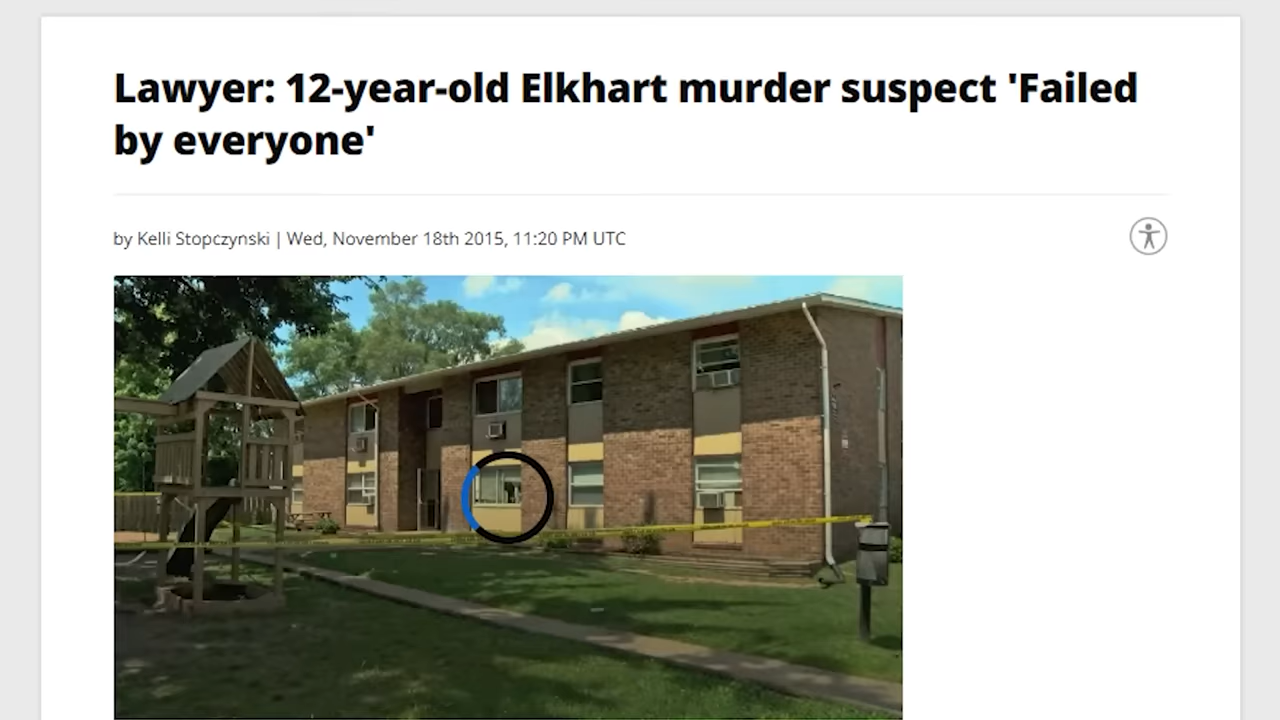 Lawyer: 12-year-old Elkhart murder suspect 'Failed
by everyone'
by Kelli Stopczynski | Wed, November 18th 2015, 11:20 PM UTC